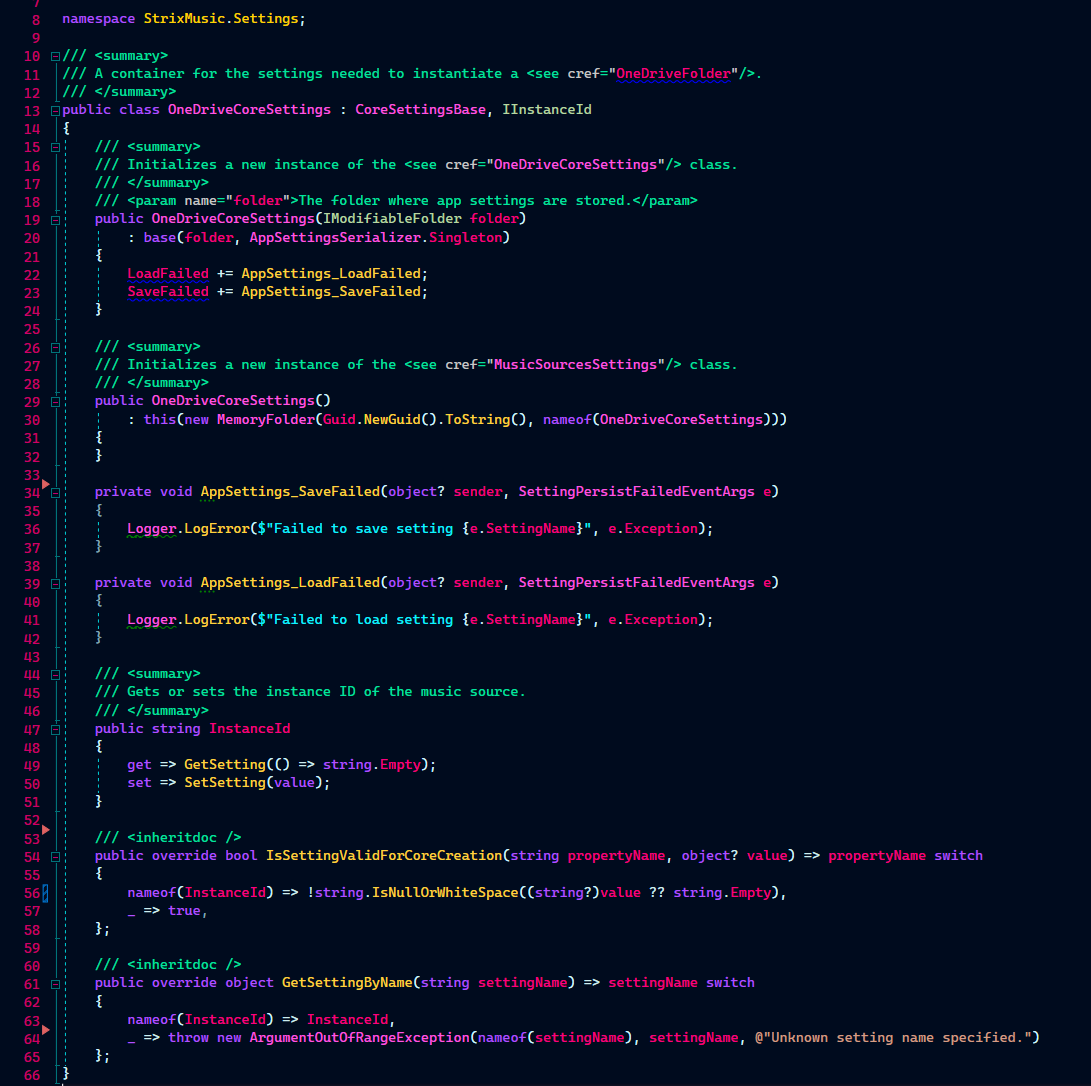 7
8 namespace StrixMusic.Settings;
9
10 /// <summary>
11 /// A container for the settings needed to instantiate a <see cref="OneDriveFolder"/>.
12 /// </summary>
13 public class OneDriveCoreSettings : CoreSettingsBase, IInstanceId
14 {
15 /// <summary>
16 /// Initializes a new instance of the <see cref="OneDriveCoreSettings"/> class.
17 /// </summary>
18 /// <param name="folder">The folder where app settings are stored.</param>
19 public OneDriveCoreSettings(IModifiableFolder folder)
20 : base(folder, AppSettingsSerializer.Singleton)
21 {
22 LoadFailed += AppSettings_LoadFailed;
23 SaveFailed += AppSettings_SaveFailed;
24 }
25
26 /// <summary>
27 /// Initializes a new instance of the <see cref="MusicSourcesSettings"/> class.
28 /// </summary>
29 public OneDriveCoreSettings()
30 : this(new MemoryFolder(Guid.NewGuid().ToString(), nameof(OneDriveCoreSettings)))
31 {
32 }
33
34 private void AppSettings_SaveFailed(object? sender, SettingPersistFailedEventArgs e)
35 {
36 Logger.LogError($"Failed to save setting {e.SettingName}", e.Exception);
37 }
38
39 private void AppSettings_LoadFailed(object? sender, SettingPersistFailedEventArgs e)
40 {
41 Logger.LogError($"Failed to load setting {e.SettingName}", e.Exception);
42 }
43
44 /// <summary>
45 /// Gets or sets the instance ID of the music source.
46 /// </summary>
47 public string InstanceId
48 {
49 get => GetSetting(() => string.Empty);
50 set => SetSetting(value);
51 }
52
53 /// <inheritdoc />
54 public override bool IsSettingValidForCoreCreation(string propertyName, object? value) => propertyName switch
55 {
56 nameof(InstanceId) => !string.IsNullOrWhiteSpace((string?)value ?? string.Empty),
57 _ => true,
58 };
59
60 /// <inheritdoc />
61 public override object GetSettingByName(string settingName) => settingName switch
62 {
63 nameof(InstanceId) => InstanceId,
64 _ => throw new ArgumentOutOfRangeException(nameof(settingName), settingName, @"Unknown setting name specified.")
65 };
66 }